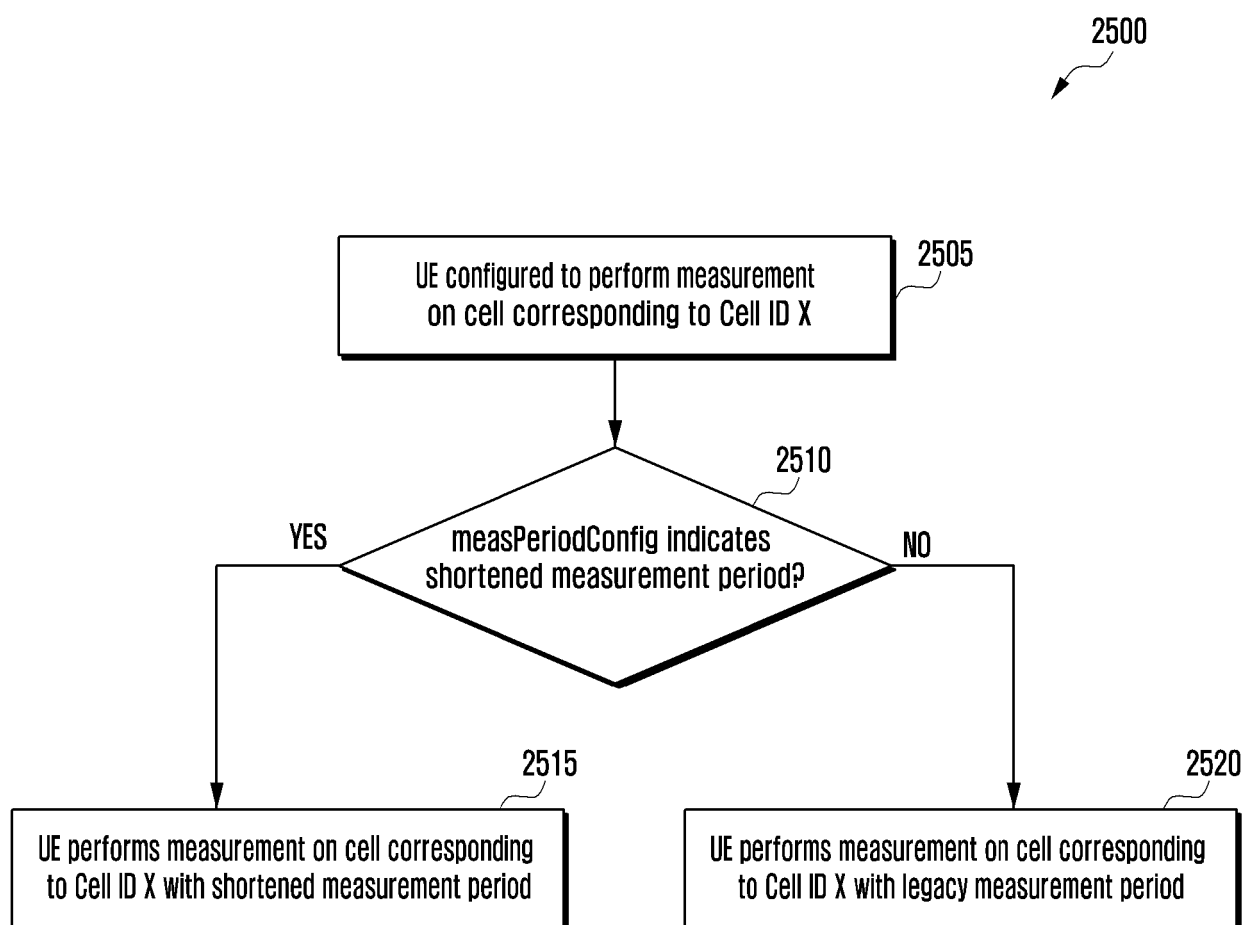 2500
2505
UE configured to perform measurement
on cell corresponding to Cell ID X
2510
YES
measPeriodConfig indicates
shortened measurement period?
NO
2515
2520
UE performs measurement on cell corresponding
to Cell ID X with shortened measurement period
UE performs measurement on cell corresponding
to Cell ID X with legacy measurement period